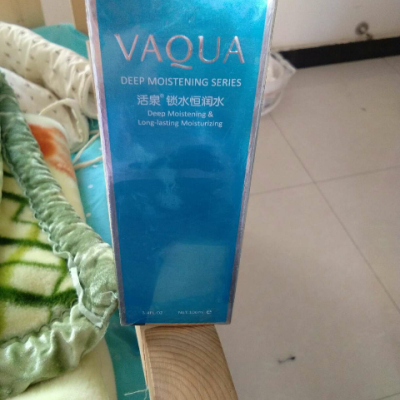 VAQUA
DEEP MOISTENING SERIES
活泉® 锁水恒润水
Deep Moistening &
Long-lasting Moisturizing